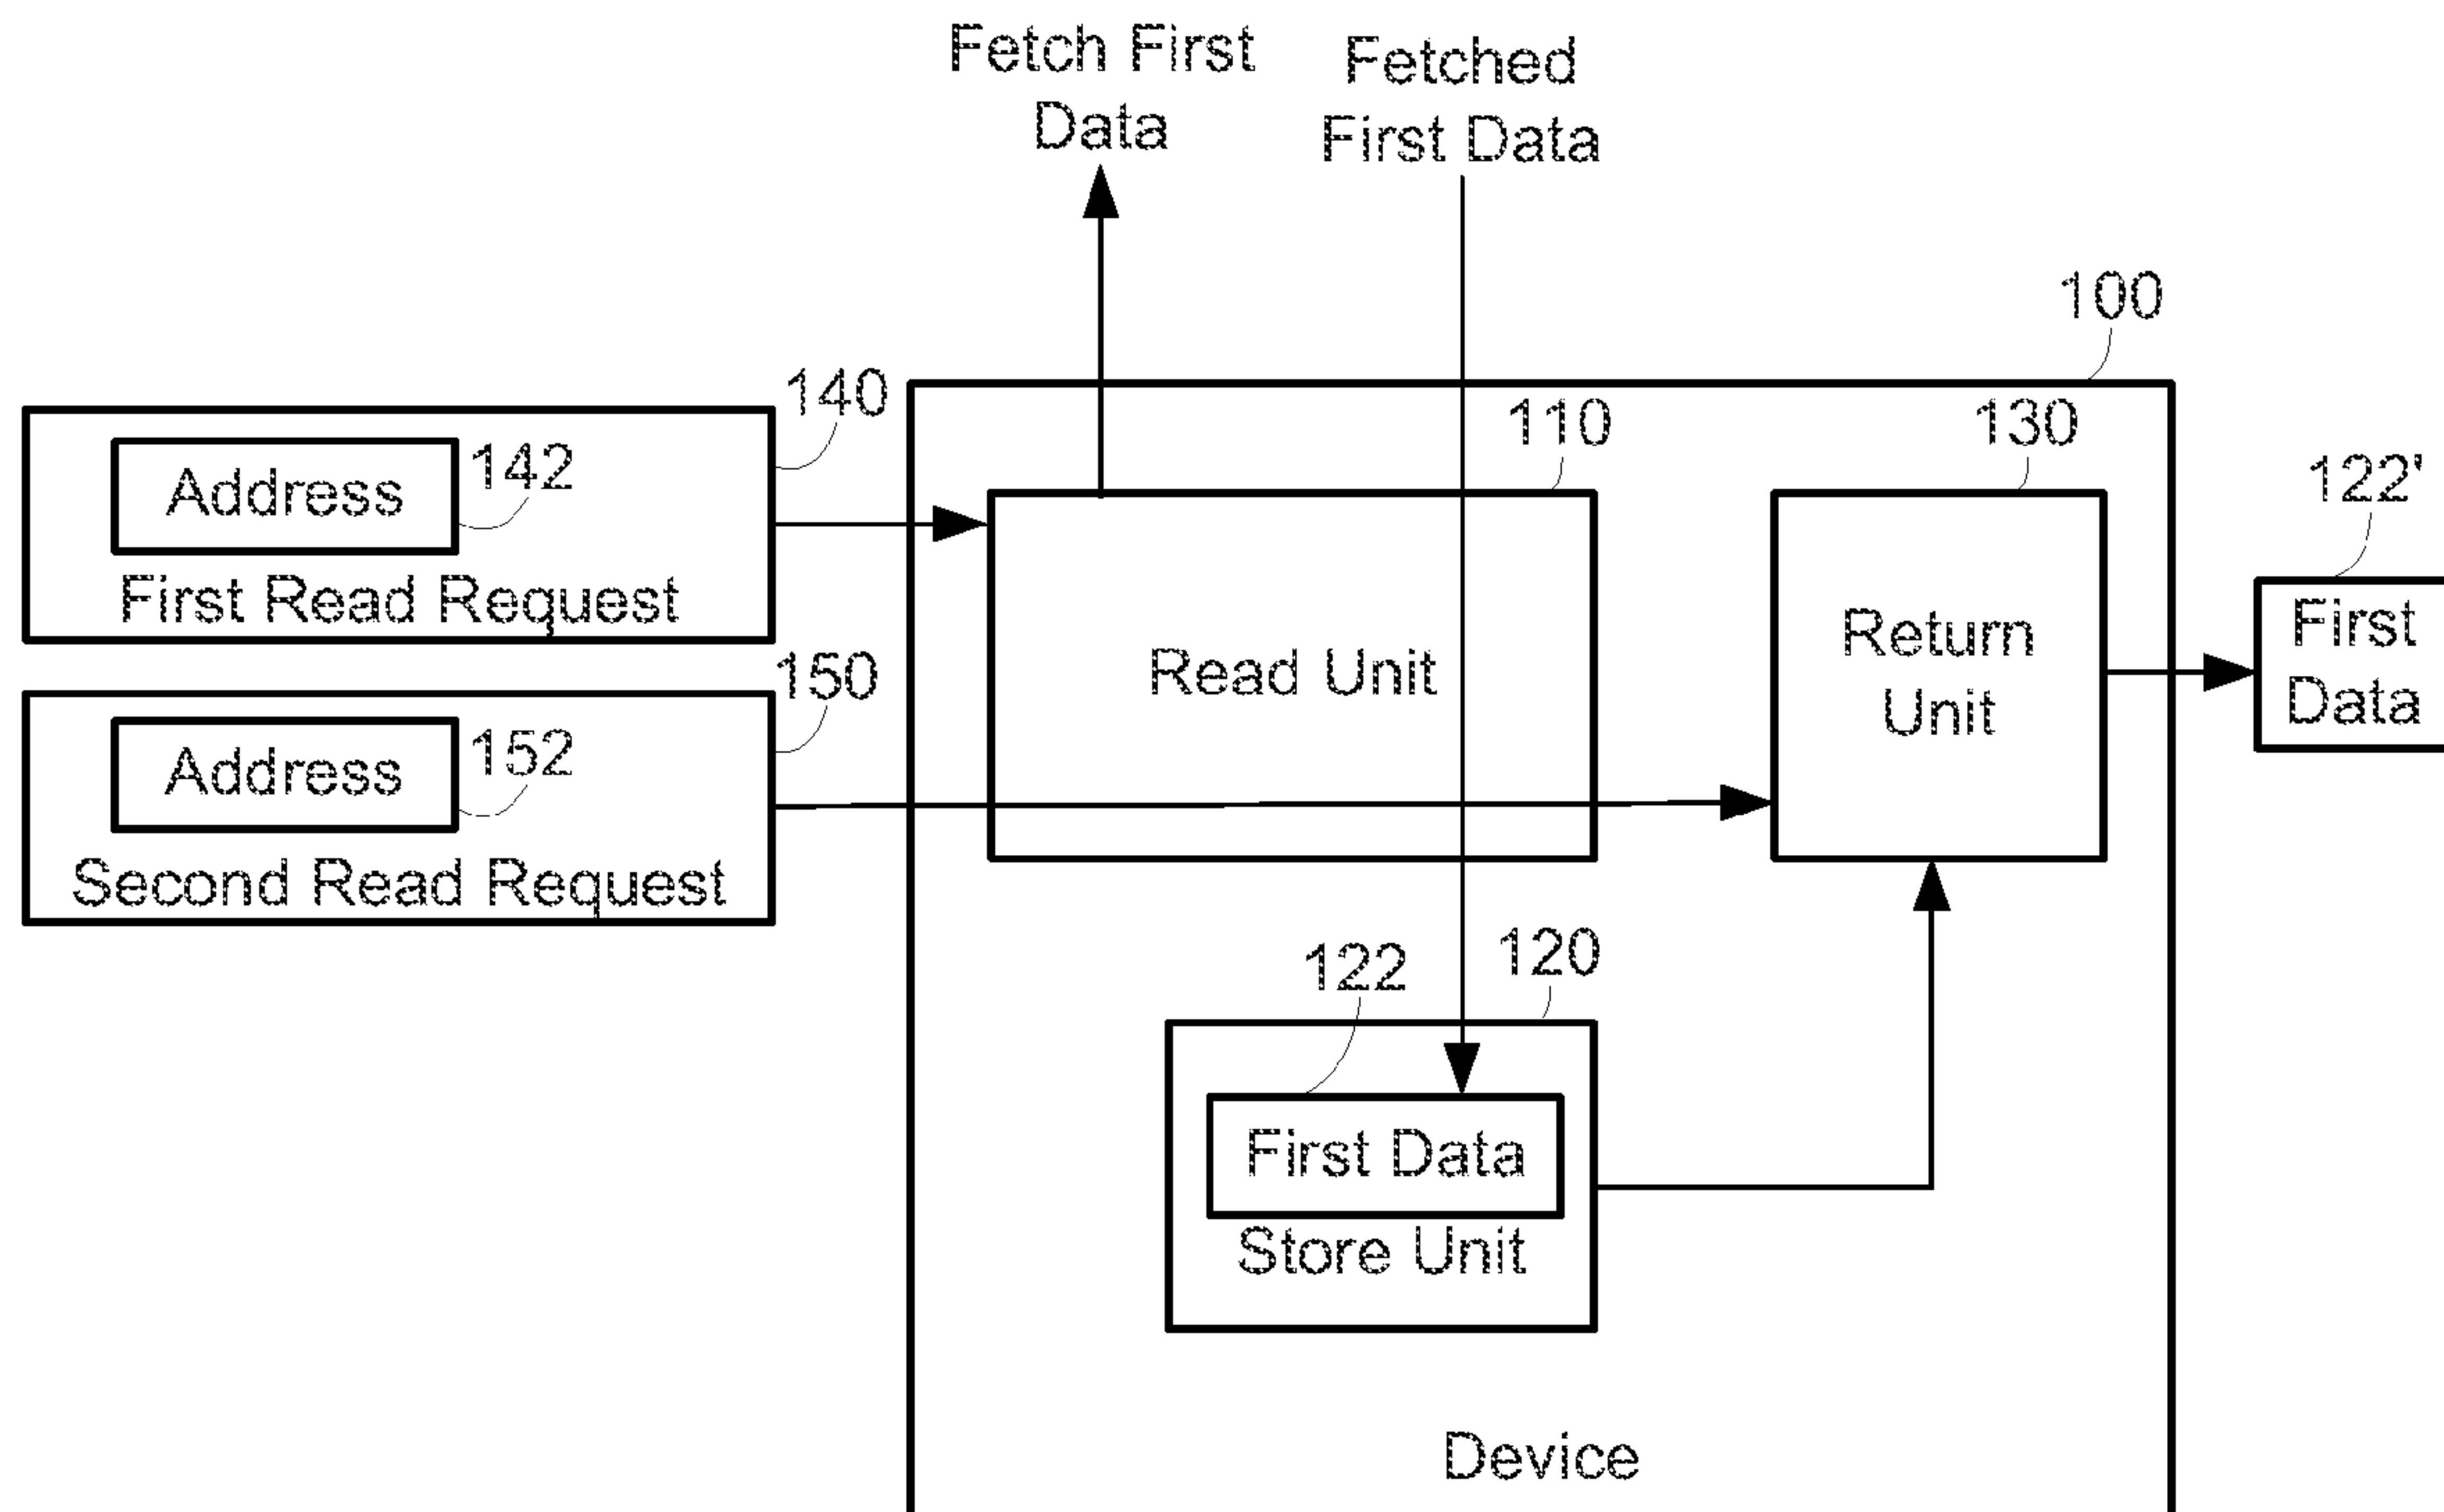 Fetch First
Data
Fetched
First Data
100
140
110
130
122'
Address
142
First Read Request
150
Read Unit
Return
Unit
First
Data
Address
152
Second Read Request
122
120
First Data
Store Unit
Device